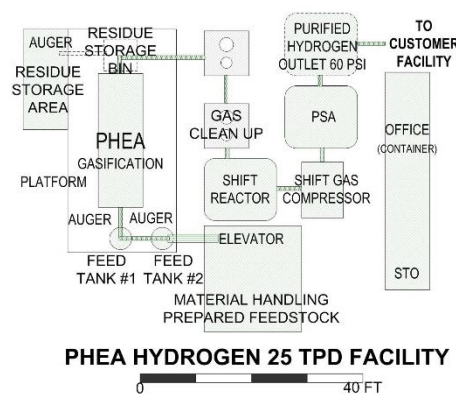 AUGER
RESIDUE
STORAGE
AREA
RESIDUE
STORAGE
BIN
PHEA
GASIFICATION
PLATFORM
AUGER
AUGER
FEED
TANK #1
FEED
TANK #2
GAS
CLEAN UP
SHIFT
REACTOR
SHIFT GAS
COMPRESSOR
PSA
PURIFIED
HYDROGEN
OUTLET 60 PSI
TO
CUSTOMER
FACILITY
OFFICE
(CONTAINER)
STO
ELEVATOR
MATERIAL HANDLING
PREPARED FEEDSTOCK
PHEA HYDROGEN 25 TPD FACILITY
0 40 FT